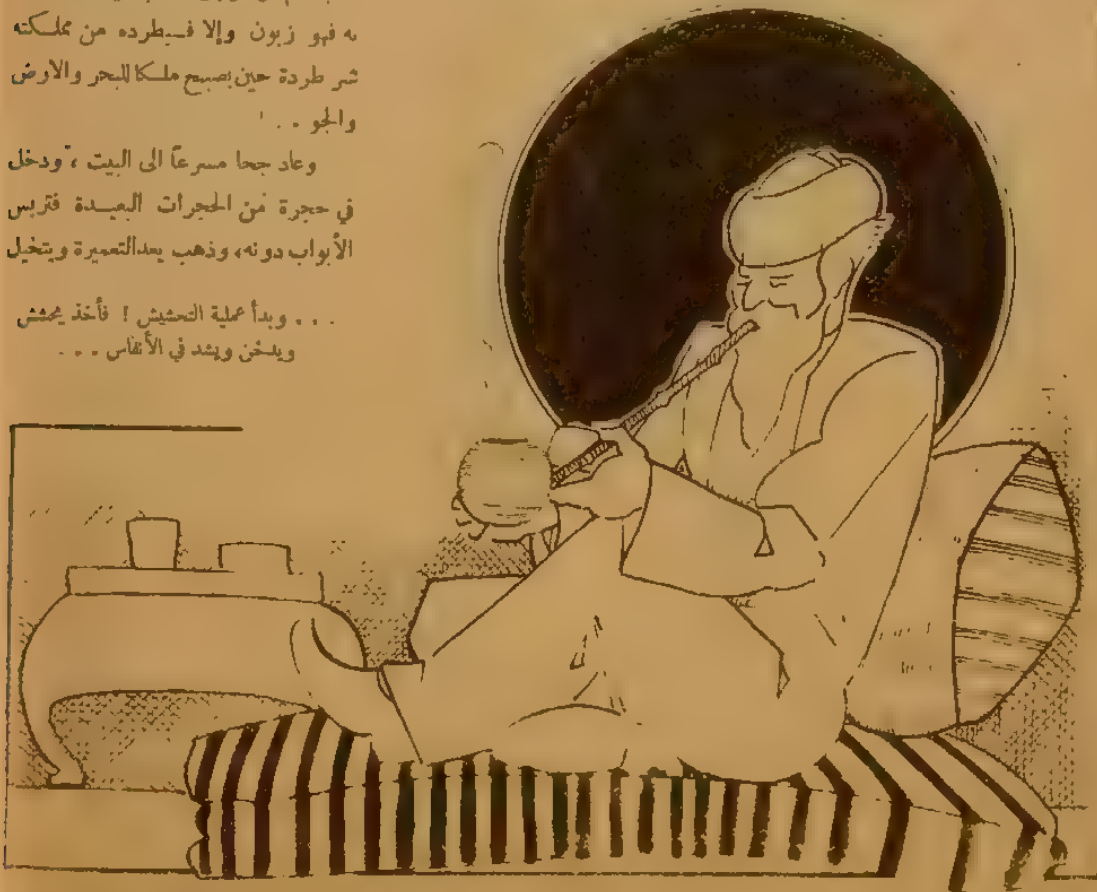 به فهو زبون وإلا فسيطرده من مملكته
شر طردة حين يصبح ملكا للبحر والارض
والجو . .
وعاد جحا مسرعاً الى البيت ، ودخل
في حجرة من الحجرات البعيدة فتربس
الأبواب دونه، وذهب يعد التعميرة ويتخيل
. . . وبدأ عملية التحشيش ! فأخذ يحشش
ويدخن ويشد في الأنفاس . . .